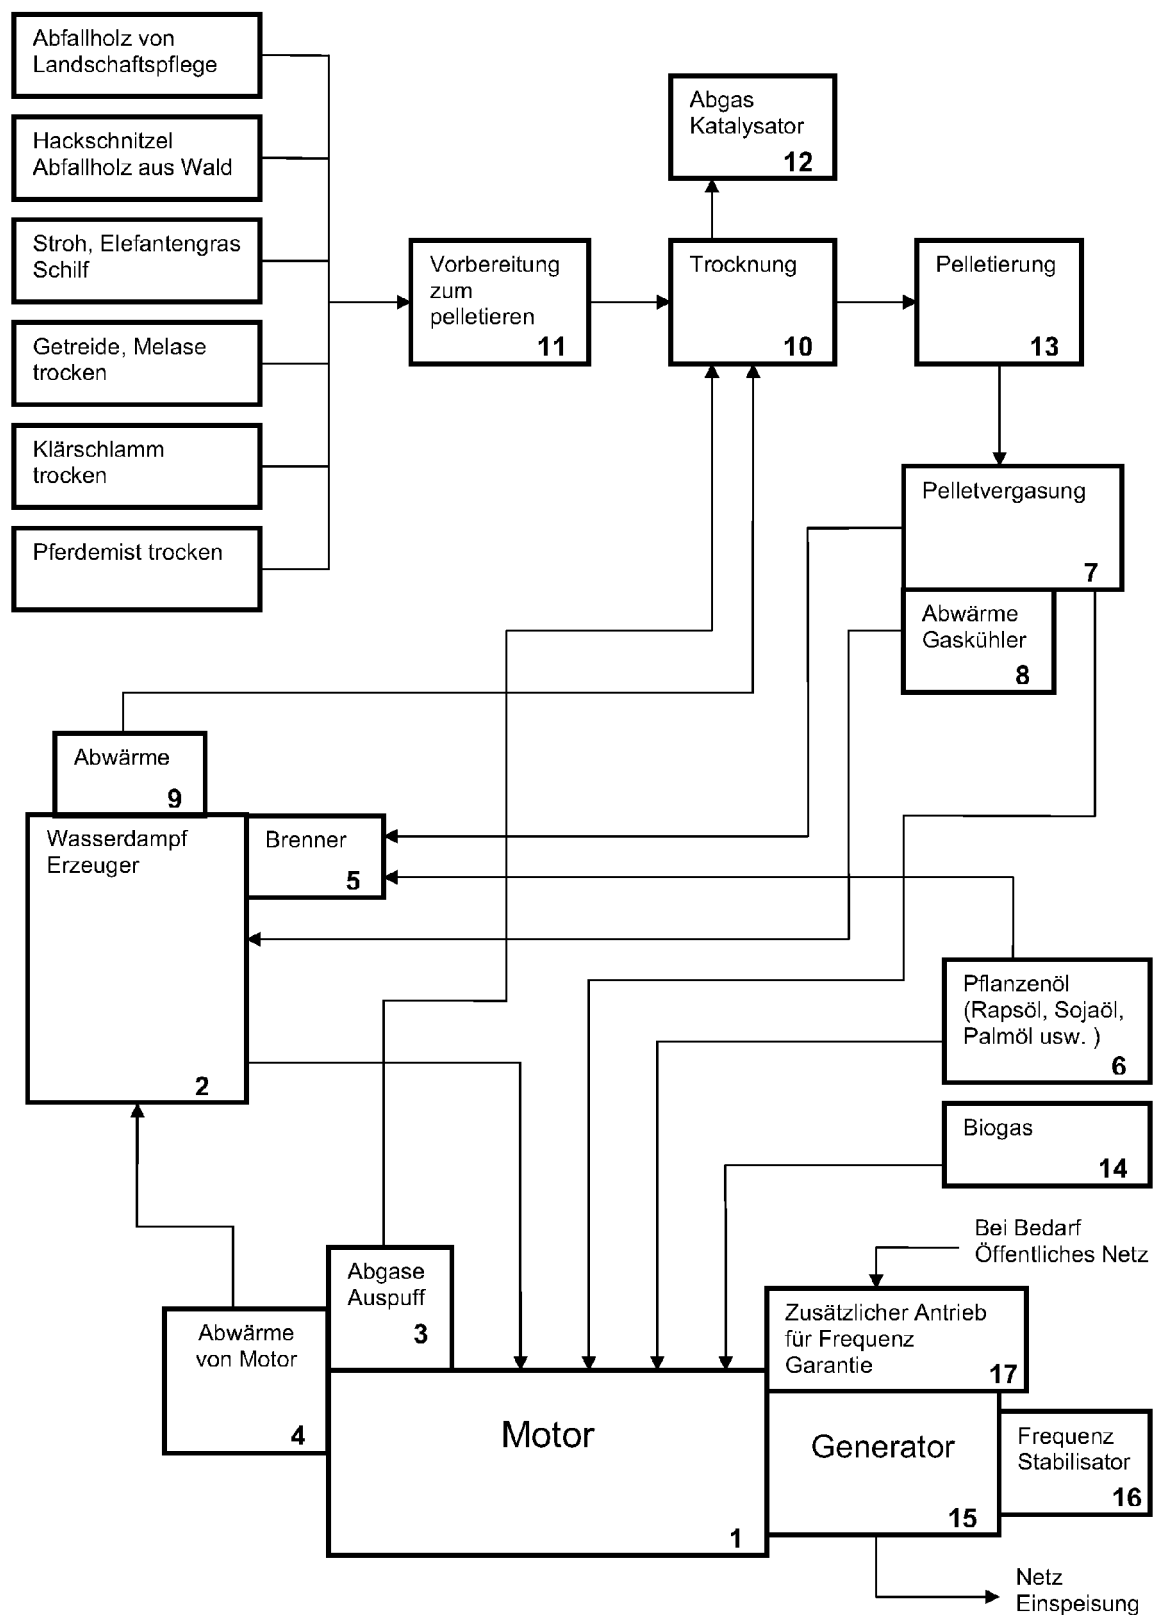 Abfallholz von
Landschaftspflege
Hackschnitzel
Abfallholz aus Wald
Stroh, Elefantengras
Schilf
Getreide, Melase
trocken
Klärschlamm
trocken
Pferdemist trocken
Vorbereitung
zum
pelletieren
11
Abgas
Katalysator
12
Trocknung
10
Pelletierung
13
Pelletvergasung
7
Abwärme
Gaskühler
8
Abwärme
9
Wasserdampf
Erzeuger
2
Brenner
5
Pflanzenöl
(Rapsöl, Sojaöl,
Palmöl usw. )
6
Biogas
14
Bei Bedarf
Öffentliches Netz
Abgase
Auspuff
3
Abwärme
von Motor
4
Motor
1
Zusätzlicher Antrieb
für Frequenz
Garantie
17
Generator
15
Frequenz
Stabilisator
16
Netz
Einspeisung